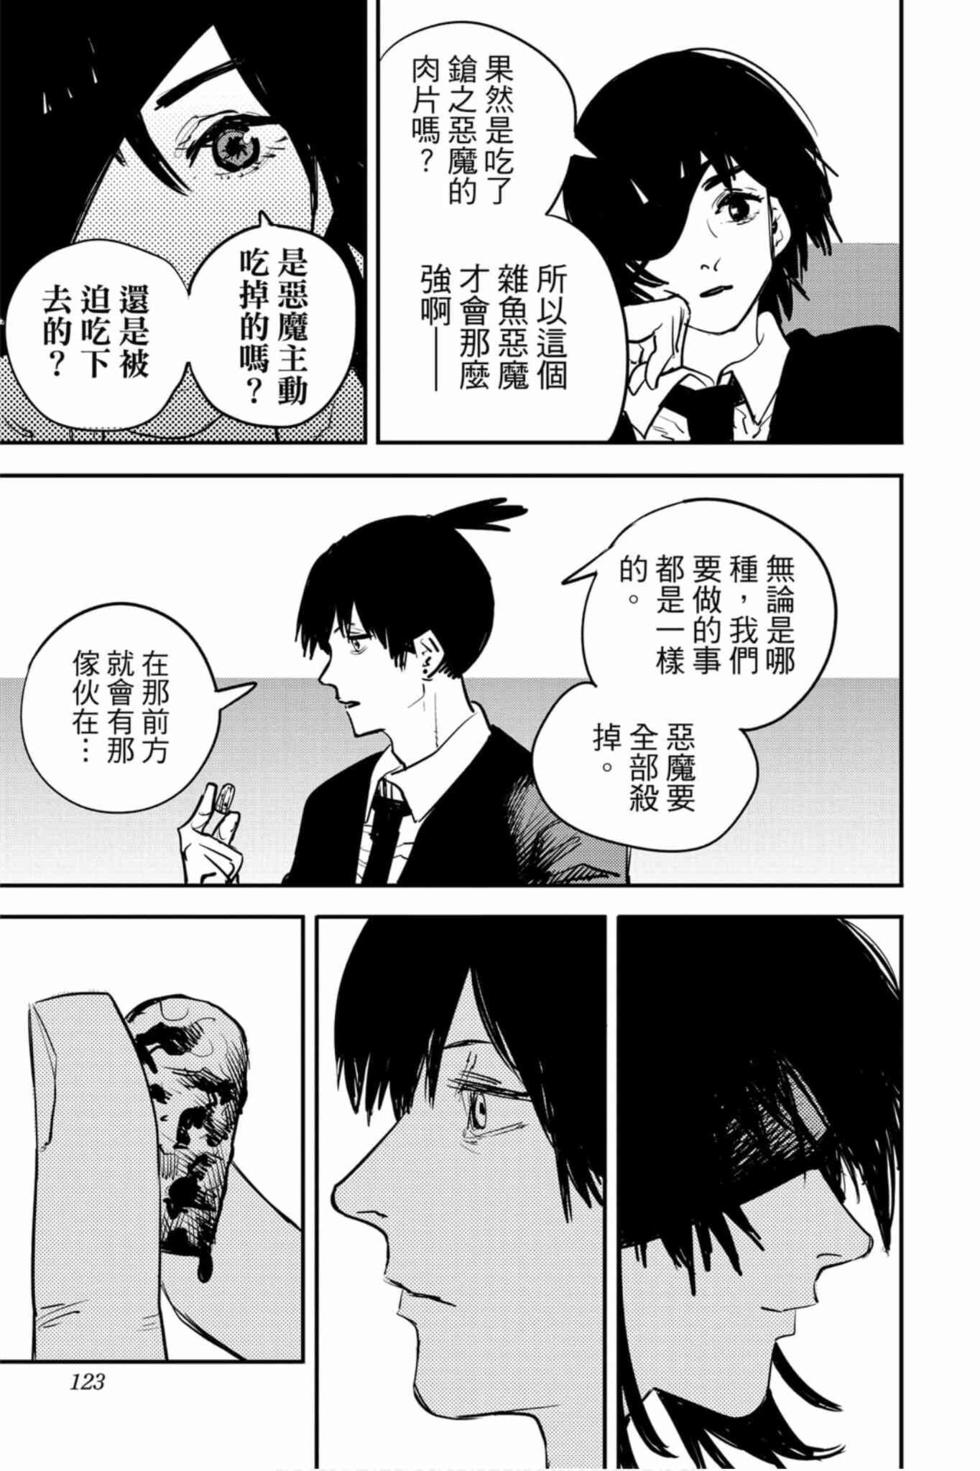 果然是吃了
鎗之惡魔的
肉片嗎？
所以這個
雜魚惡魔
才會那麼
強啊——
是惡魔主動
吃掉的嗎？
還是被
迫吃下
去的？
無論是哪
種，我們
要做的事
都是一樣
的。
惡魔要
全部殺
掉。
在那前方
就會有那
傢伙在…
123